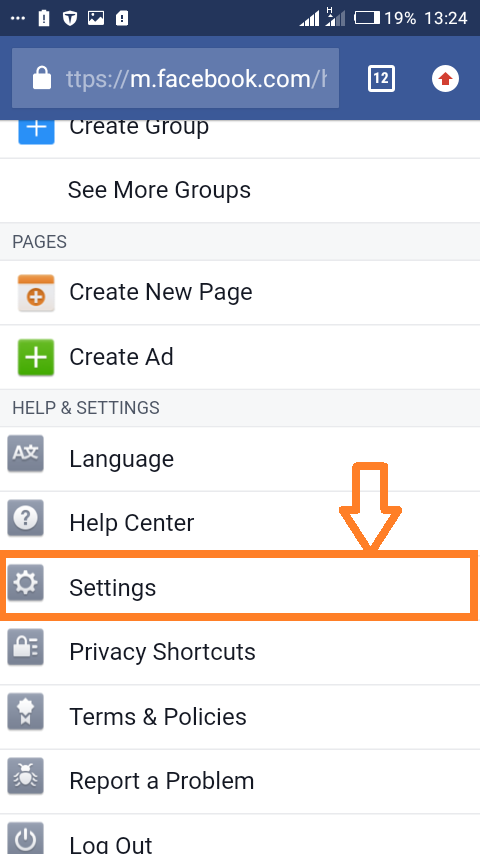 19% 13:24
ttps://m.facebook.com/h
12
Create Group
See More Groups
PAGES
Create New Page
Create Ad
HELP & SETTINGS
Language
Help Center
Settings
Privacy Shortcuts
Terms & Policies
Report a Problem
Log Out